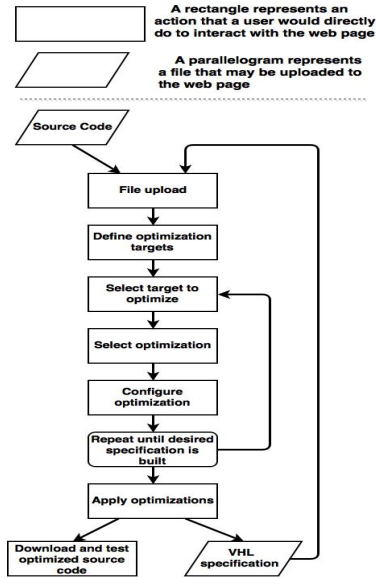 A rectangle represents an
action that a user would directly
do to interact with the web page
A parallelogram represents
a file that may be uploaded to
the web page
Source Code
File upload
Define optimization
targets
Select target to
optimize
Select optimization
Configure
optimization
Repeat until desired
specification is
built
Apply optimizations
Download and test
optimized source
code
VHL
specification